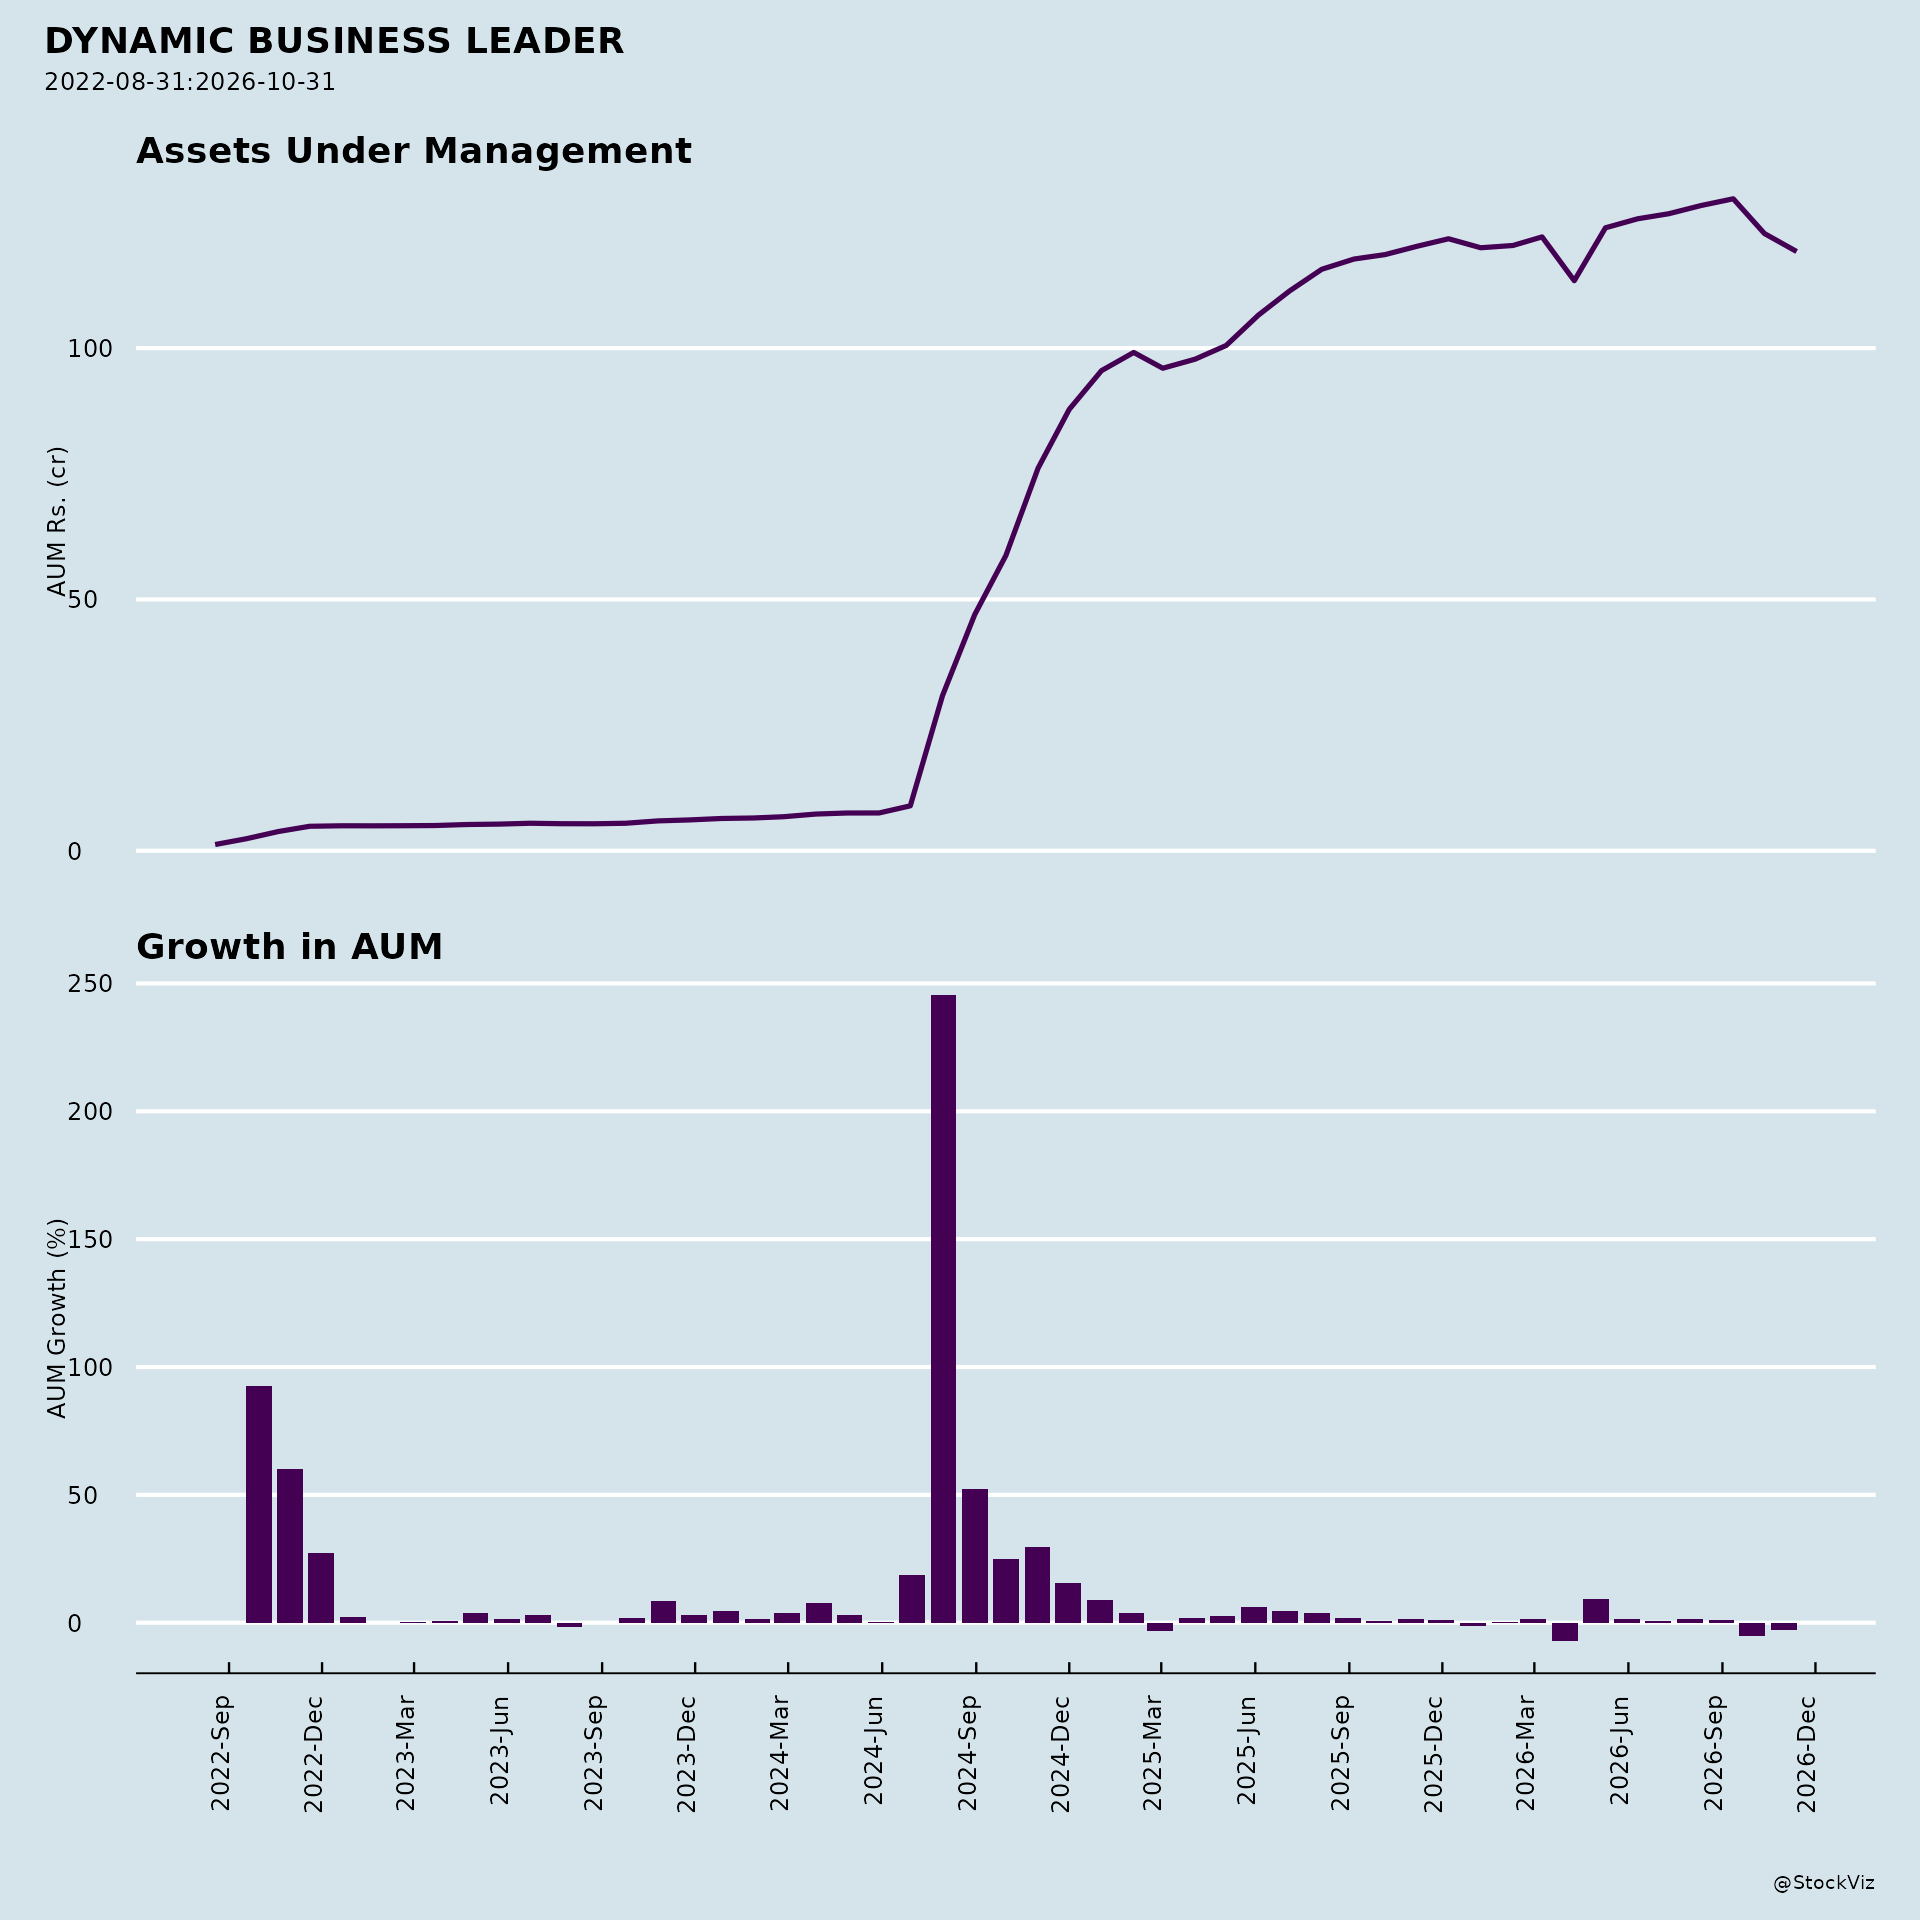 DYNAMIC BUSINESS LEADER
2022-08-31:2026-10-31
Assets Under Management
AUM Rs. (cr)
100
50
0
Growth in AUM
AUM Growth (%)
250
200
150
100
50
0
2022-Sep
2022-Dec
2023-Mar
2023-Jun
2023-Sep
2023-Dec
2024-Mar
2024-Jun
2024-Sep
2024-Dec
2025-Mar
2025-Jun
2025-Sep
2025-Dec
2026-Mar
2026-Jun
2026-Sep
2026-Dec
@StockViz